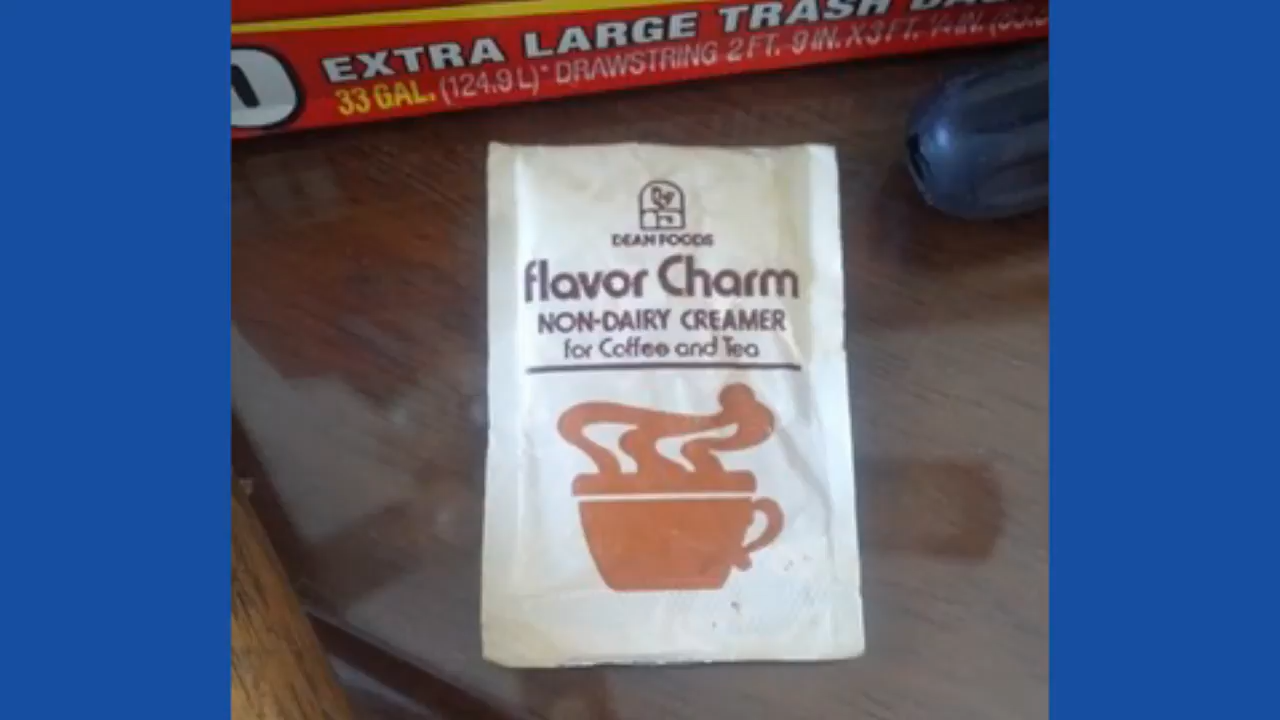 EXTRA LARGE TRASH
33 GAL. (124.9 L)* DRAWSTRING 2 FT. 9 IN. X 3 FT.
DEAN FOODS
flavor Charm
NON-DAIRY CREAMER
for Coffee and Tea